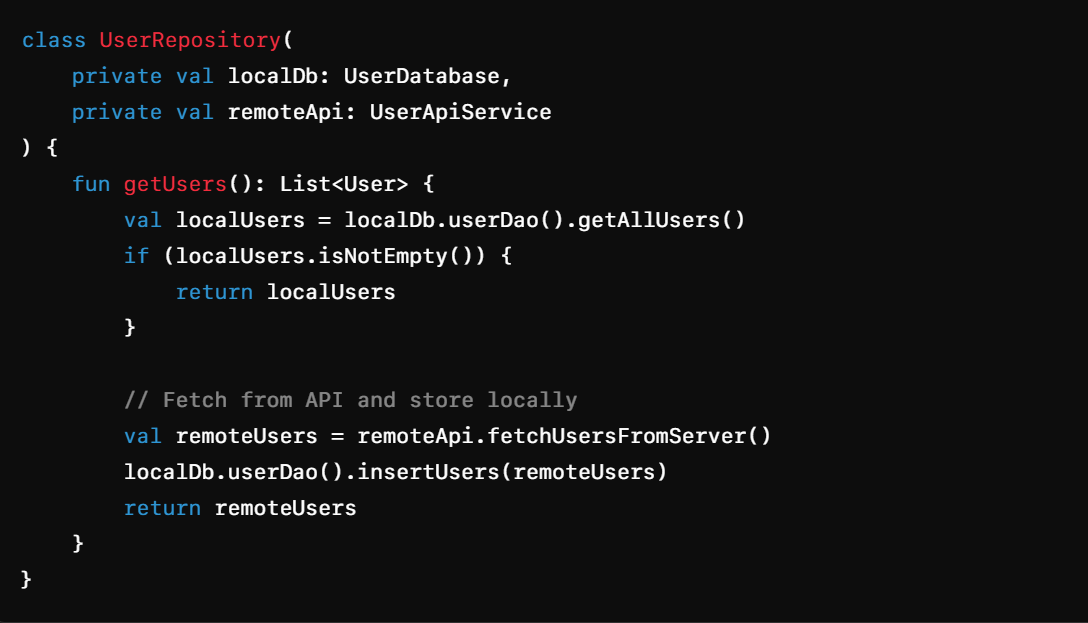 class UserRepository(
    private val localDb: UserDatabase,
    private val remoteApi: UserApiService
) {
    fun getUsers(): List<User> {
        val localUsers = localDb.userDao().getAllUsers()
        if (localUsers.isNotEmpty()) {
            return localUsers
        }

        // Fetch from API and store locally
        val remoteUsers = remoteApi.fetchUsersFromServer()
        localDb.userDao().insertUsers(remoteUsers)
        return remoteUsers
    }
}